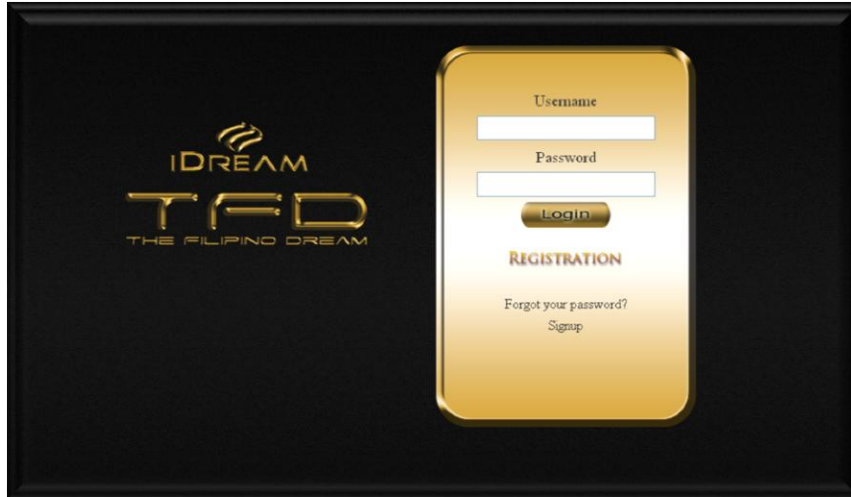 iDREAM
TFD
THE FILIPINO DREAM
Username
Password
Login
REGISTRATION
Forgot your password?
Signup